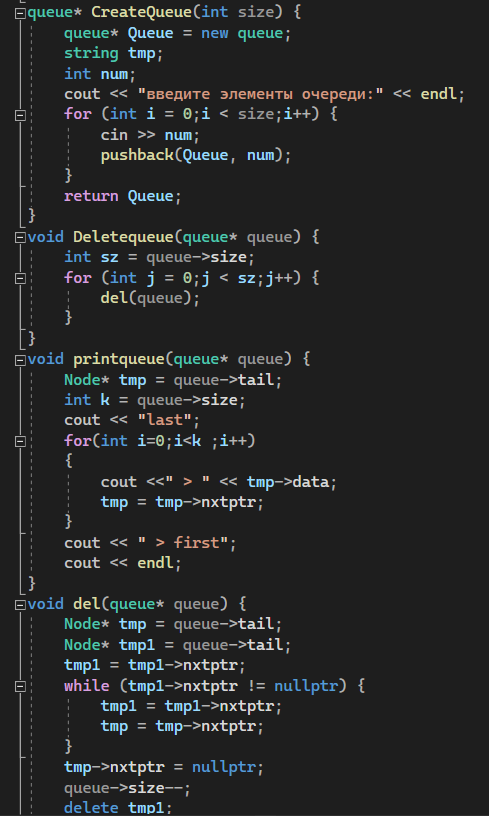 queue* CreateQueue(int size) {
queue* Queue = new queue;
string tmp;
int num;
cout << "введите элементы очереди:" << endl;
for (int i = 0;i < size;i++) {
cin >> num;
pushback(Queue, num);
}
return Queue;
}
void Deletequeue(queue* queue) {
int sz = queue->size;
for (int j = 0;j < sz;j++) {
del(queue);
}
}
void printqueue(queue* queue) {
Node* tmp = queue->tail;
int k = queue->size;
cout << "last";
for(int i=0;i<k ;i++)
{
cout <<" > " << tmp->data;
tmp = tmp->nxtptr;
}
cout << " > first";
cout << endl;
}
void del(queue* queue) {
Node* tmp = queue->tail;
Node* tmp1 = queue->tail;
tmp1 = tmp1->nxtptr;
while (tmp1->nxtptr != nullptr) {
tmp1 = tmp1->nxtptr;
tmp = tmp->nxtptr;
}
tmp->nxtptr = nullptr;
queue->size--;
delete tmp1;